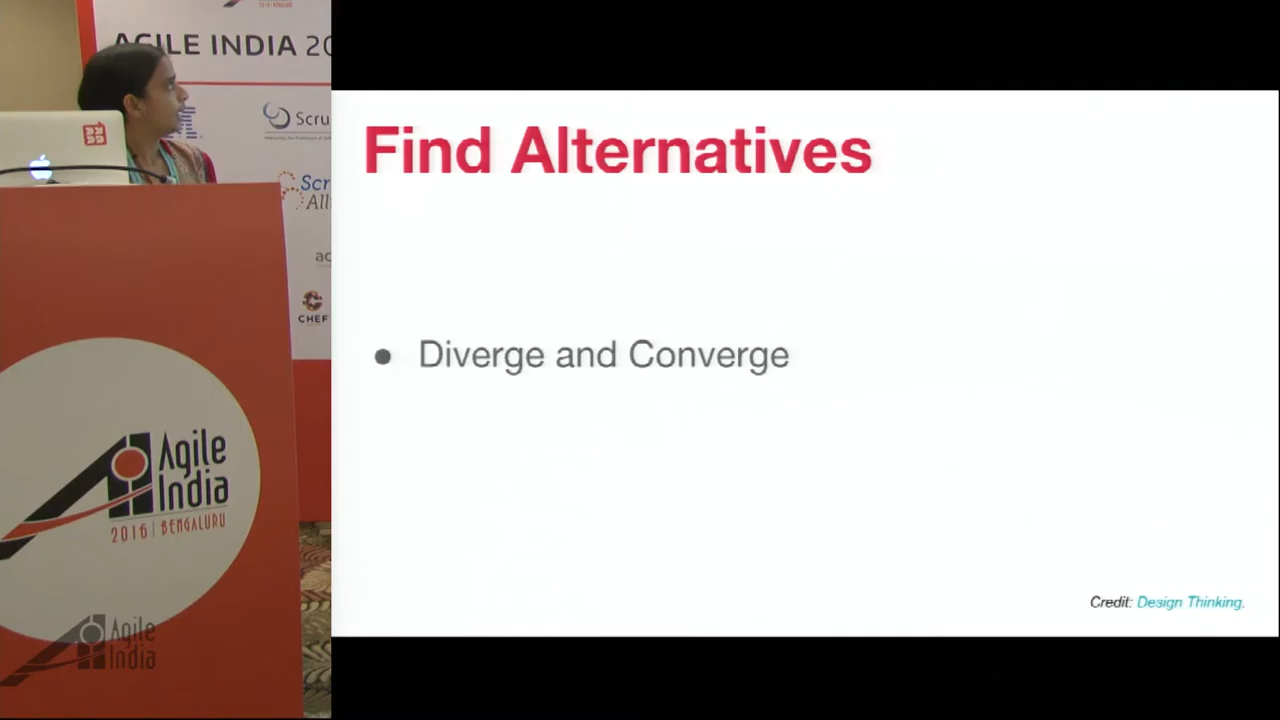 AGILE INDIA 20
Scru
Scr
All
ac
CHEF
Agile
India
2016 | BENGALURU
Agile
India
Find Alternatives
● Diverge and Converge
Credit: Design Thinking.